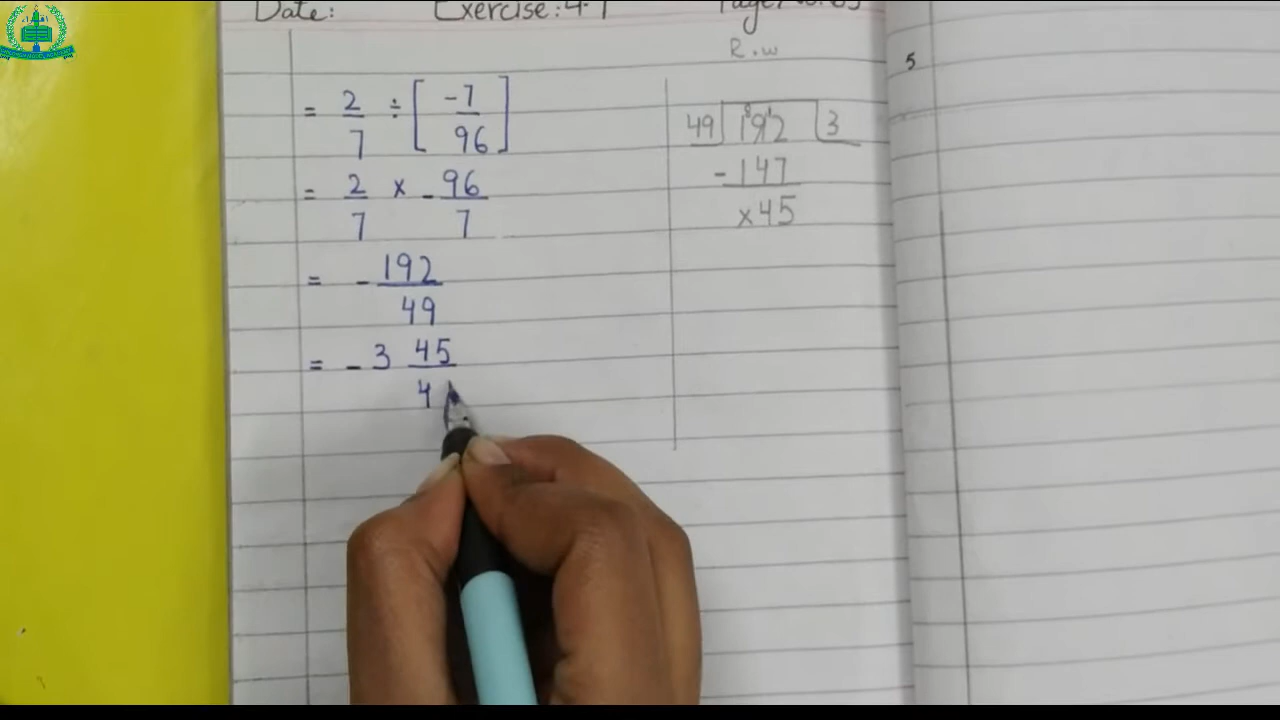 Date: Exercise: 4.1
R.w
= 2/7 ÷ [-7/96]
= 2/7 x - 96/7
= - 192/49
= - 3 45/4
49 192 3
- 147
x45
5